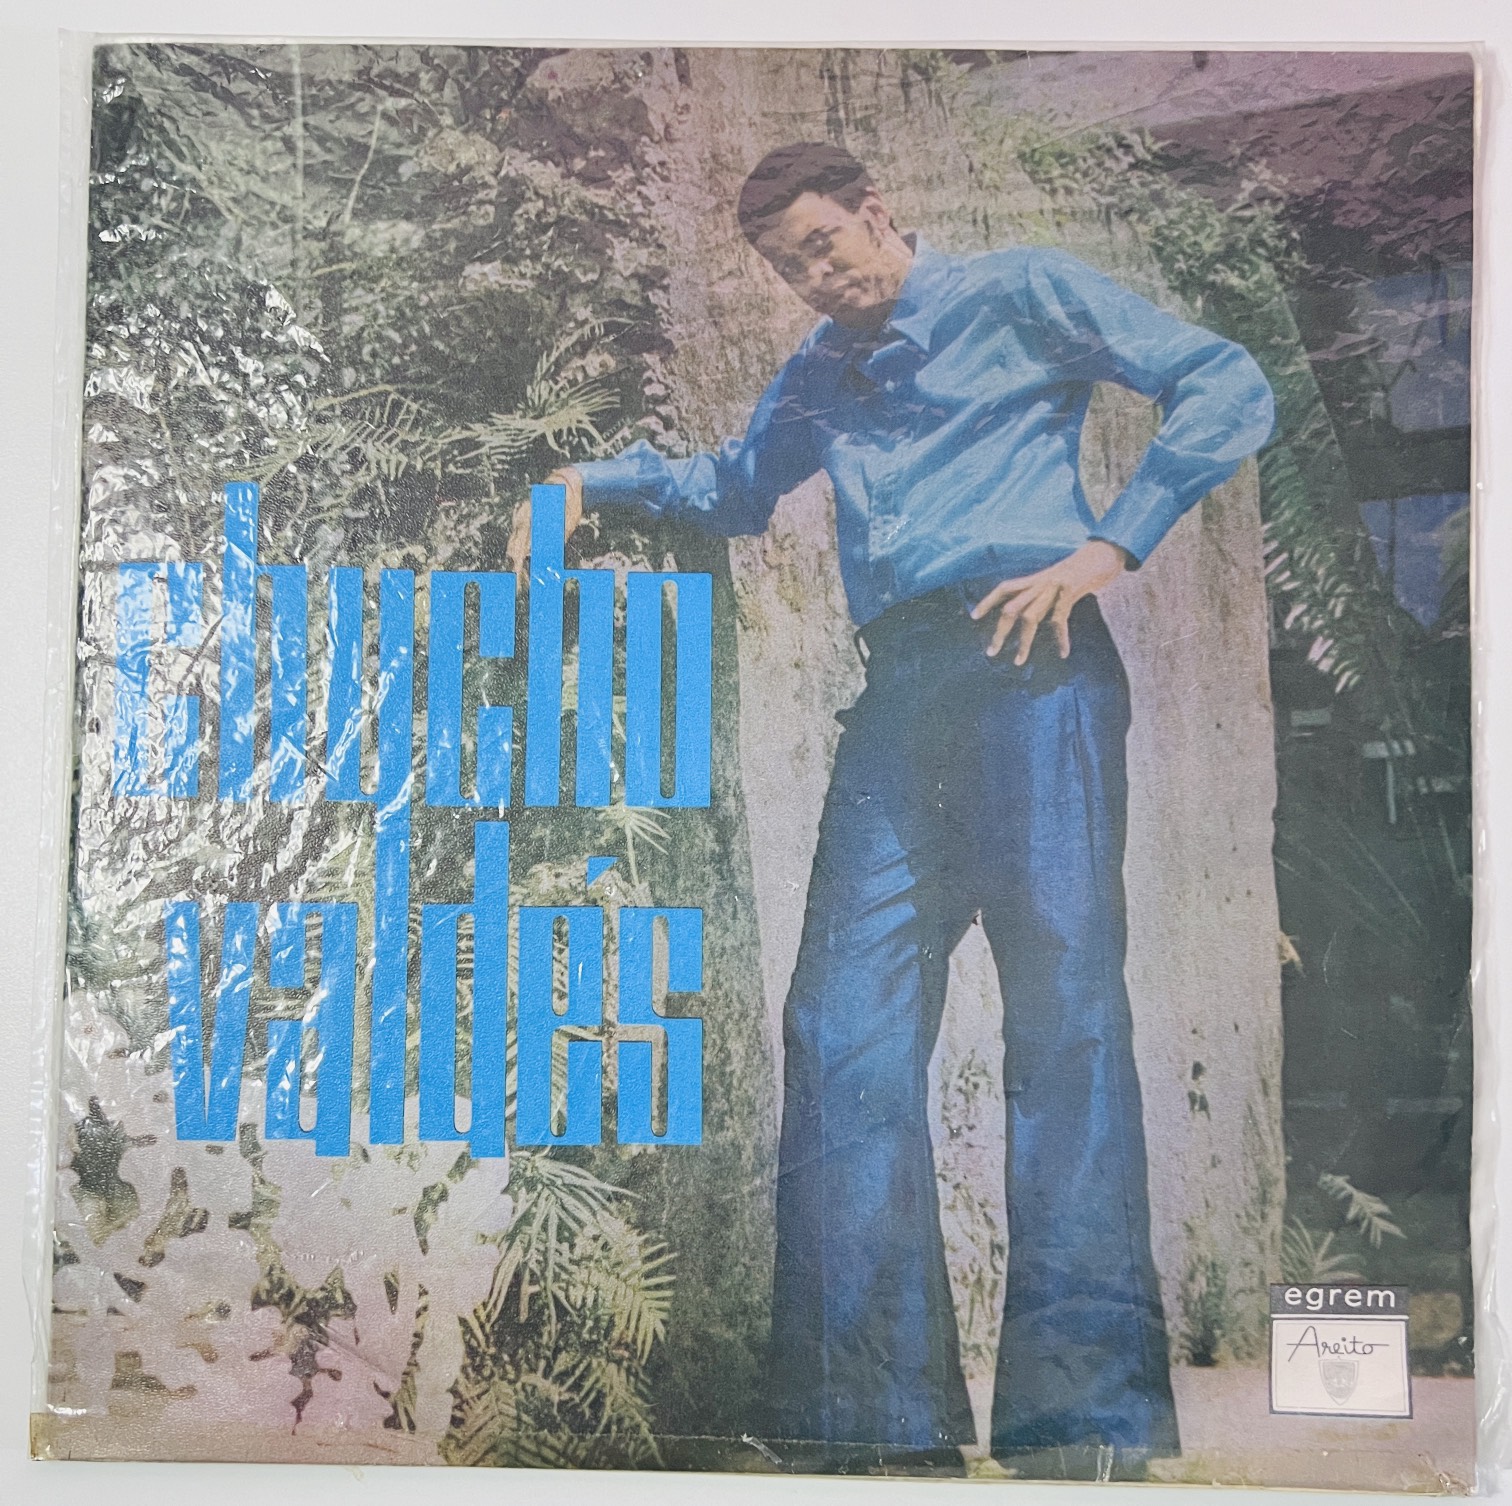 chucho
valdés
egrem
Areito